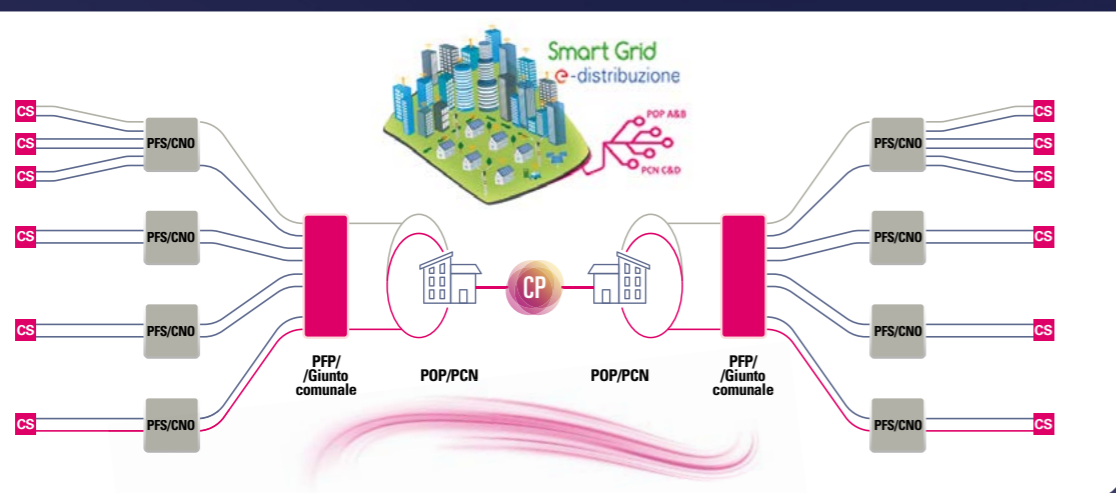 Smart Grid
e-distribuzione
POP A&B
PCN C&D
CS
CS
CS
PFS/CNO
CS
PFS/CNO
CS
PFS/CNO
CS
PFS/CNO
PFP/
/Giunto
comunale
POP/PCN
CP
POP/PCN
PFP/
/Giunto
comunale
PFS/CNO
CS
CS
CS
PFS/CNO
CS
PFS/CNO
CS
PFS/CNO
CS